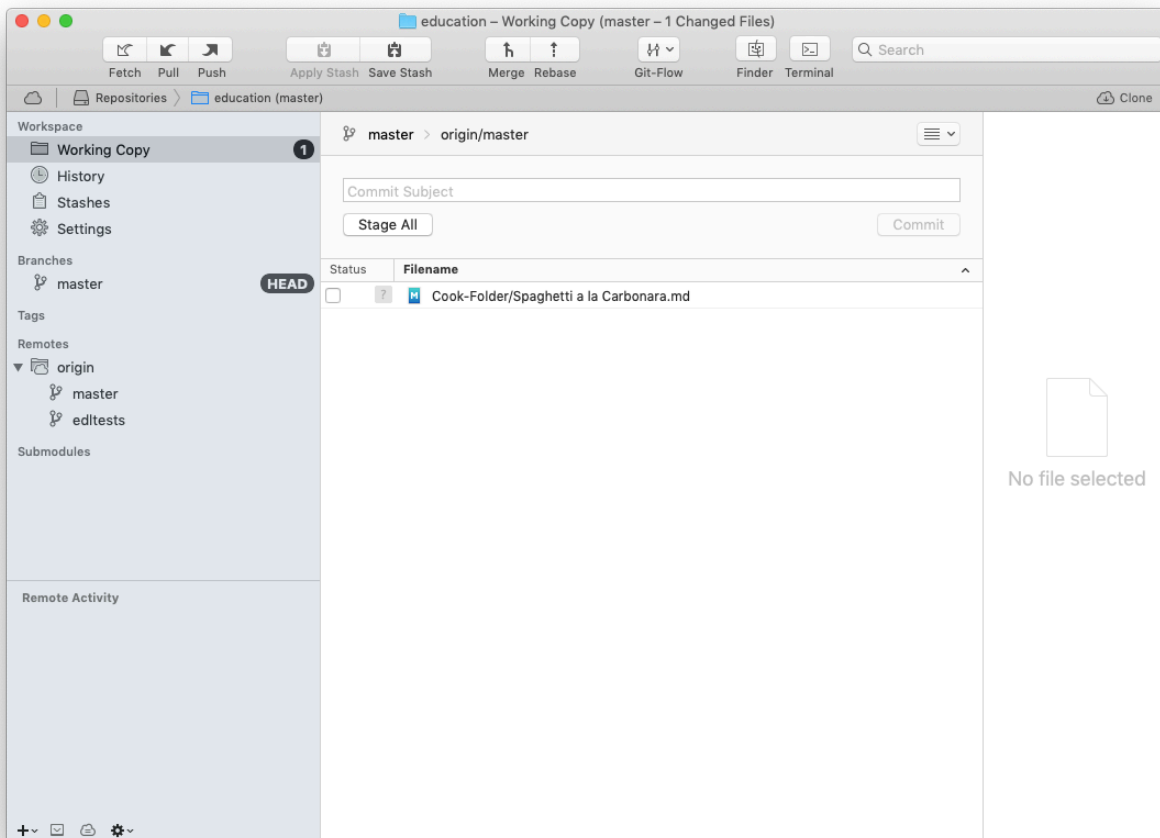 education – Working Copy (master – 1 Changed Files)
Fetch Pull Push Apply Stash Save Stash Merge Rebase Git-Flow Finder Terminal Search
Repositories education (master) Clone
Workspace
Working Copy 1
History
Stashes
Settings
Branches
master HEAD
Tags
Remotes
origin
master
edltests
Submodules
Remote Activity
master > origin/master
Commit Subject
Stage All Commit
Status Filename
? M Cook-Folder/Spaghetti a la Carbonara.md
No file selected